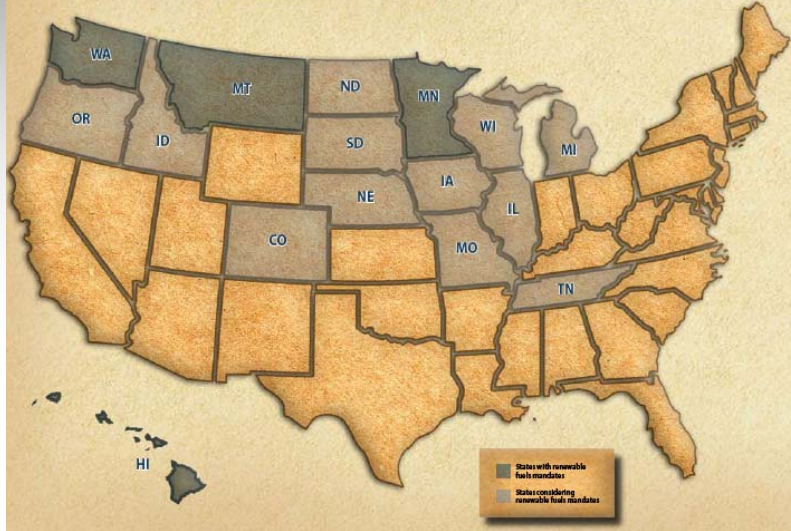 WA
MT
ND
MN
OR
ID
SD
WI
MI
NE
IA
IL
CO
MO
TN
HI
States with renewable
fuels mandates
States considering
renewable fuels mandates